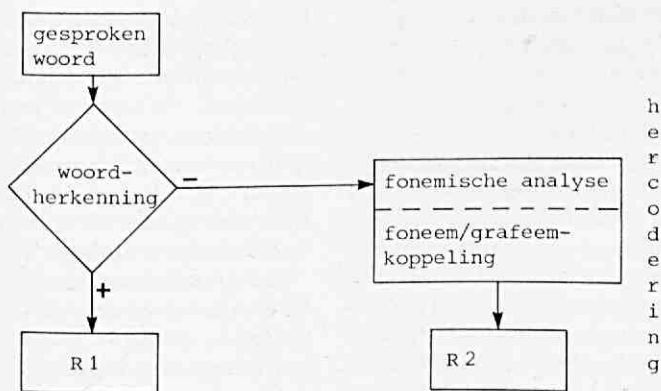 gesproken
woord
woord-
herkenning
−
+
fonemische analyse
foneem/grafeem-
koppeling
R 1
R 2
h
e
r
c
o
d
e
r
i
n
g